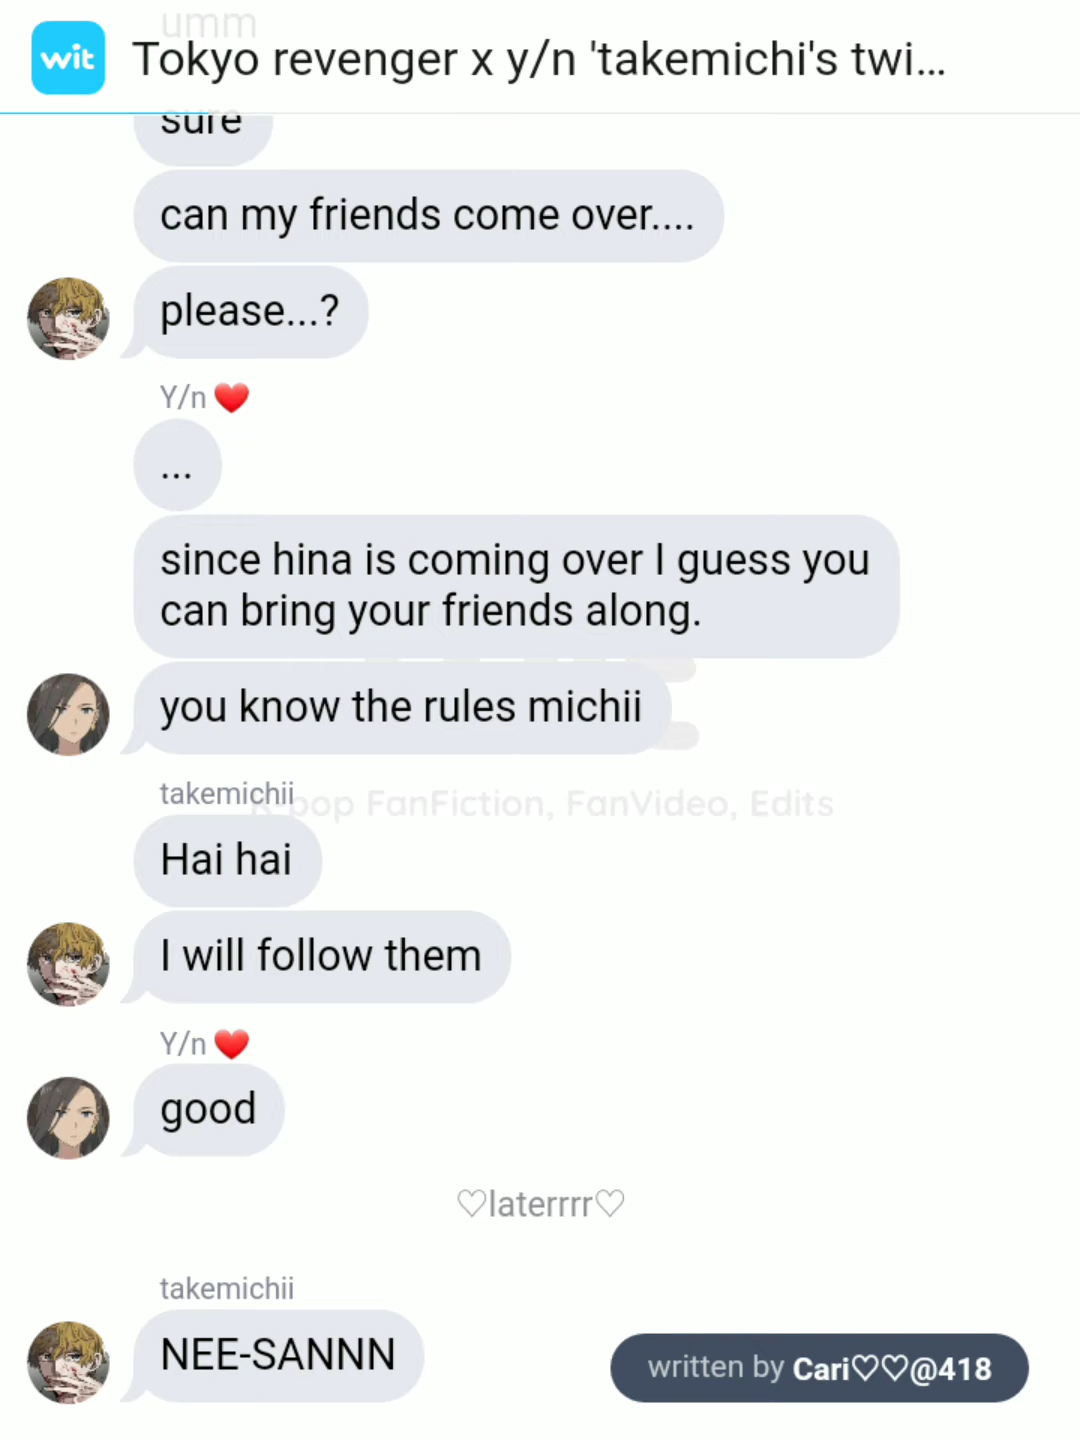 umm
wit
Tokyo revenger x y/n 'takemichi's twi...
sure
can my friends come over....
please...?
Y/n ❤️
...
since hina is coming over I guess you
can bring your friends along.
you know the rules michii
takemichii
K-pop FanFiction, FanVideo, Edits
Hai hai
I will follow them
Y/n ❤️
good
♡laterrrr♡
takemichii
NEE-SANNN
written by Cari♡♡@418